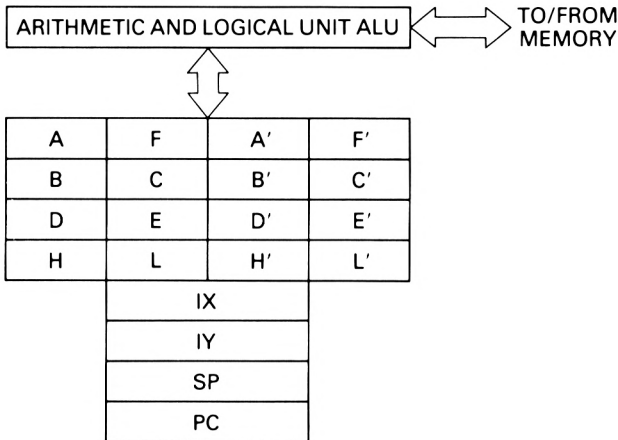 ARITHMETIC AND LOGICAL UNIT ALU
TO/FROM
MEMORY
A F A′ F′
B C B′ C′
D E D′ E′
H L H′ L′
IX
IY
SP
PC